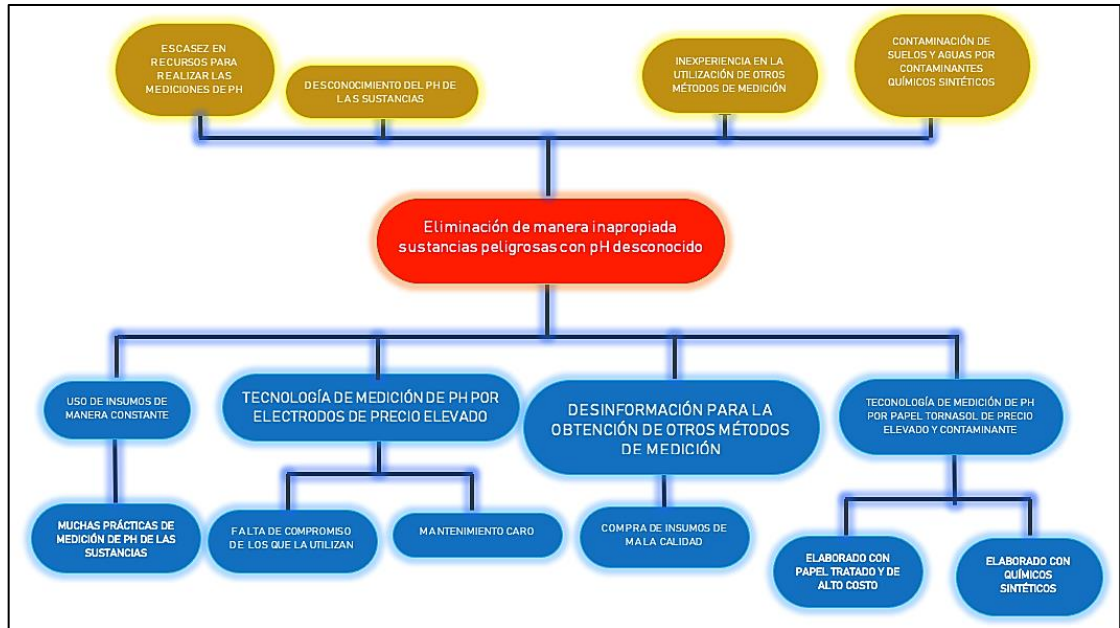 ESCASEZ EN
RECURSOS PARA
REALIZAR LAS
MEDICIONES DE PH
DESCONOCIMIENTO DEL PH DE
LAS SUSTANCIAS
INEXPERIENCIA EN LA
UTILIZACIÓN DE OTROS
MÉTODOS DE MEDICIÓN
CONTAMINACIÓN DE
SUELOS Y AGUAS POR
CONTAMINANTES
QUÍMICOS SINTÉTICOS
Eliminación de manera inapropiada
sustancias peligrosas con pH desconocido
USO DE INSUMOS DE
MANERA CONSTANTE
TECNOLOGÍA DE MEDICIÓN DE PH POR
ELECTRODOS DE PRECIO ELEVADO
DESINFORMACIÓN PARA LA
OBTENCIÓN DE OTROS MÉTODOS
DE MEDICIÓN
TECONOLOGÍA DE MEDICIÓN DE PH
POR PAPEL TORNASOL DE PRECIO
ELEVADO Y CONTAMINANTE
MUCHAS PRÁCTICAS DE
MEDICIÓN DE PH DE LAS
SUSTANCIAS
FALTA DE COMPROMISO
DE LOS QUE LA UTILIZAN
MANTENIMIENTO CARO
COMPRA DE INSUMOS DE
MALA CALIDAD
ELABORADO CON
PAPEL TRATADO Y DE
ALTO COSTO
ELABORADO CON
QUÍMICOS
SINTÉTICOS